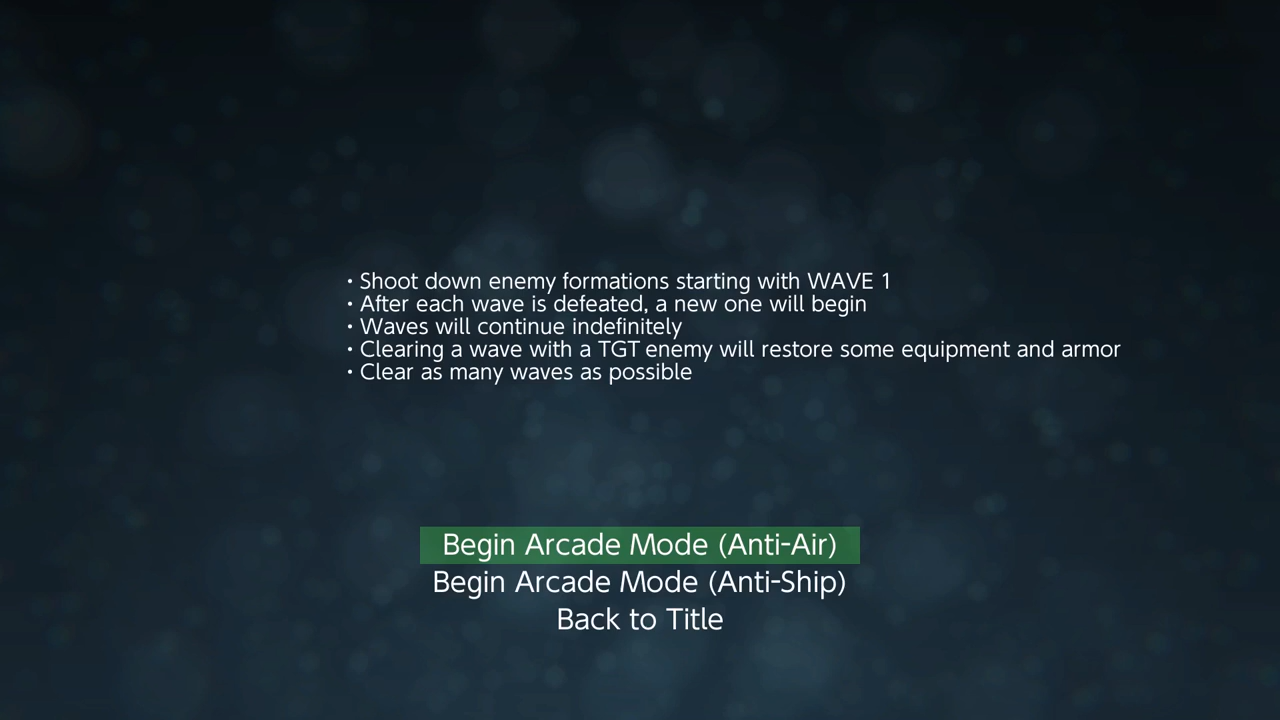 ・Shoot down enemy formations starting with WAVE 1
・After each wave is defeated, a new one will begin
・Waves will continue indefinitely
・Clearing a wave with a TGT enemy will restore some equipment and armor
・Clear as many waves as possible
Begin Arcade Mode (Anti-Air)
Begin Arcade Mode (Anti-Ship)
Back to Title